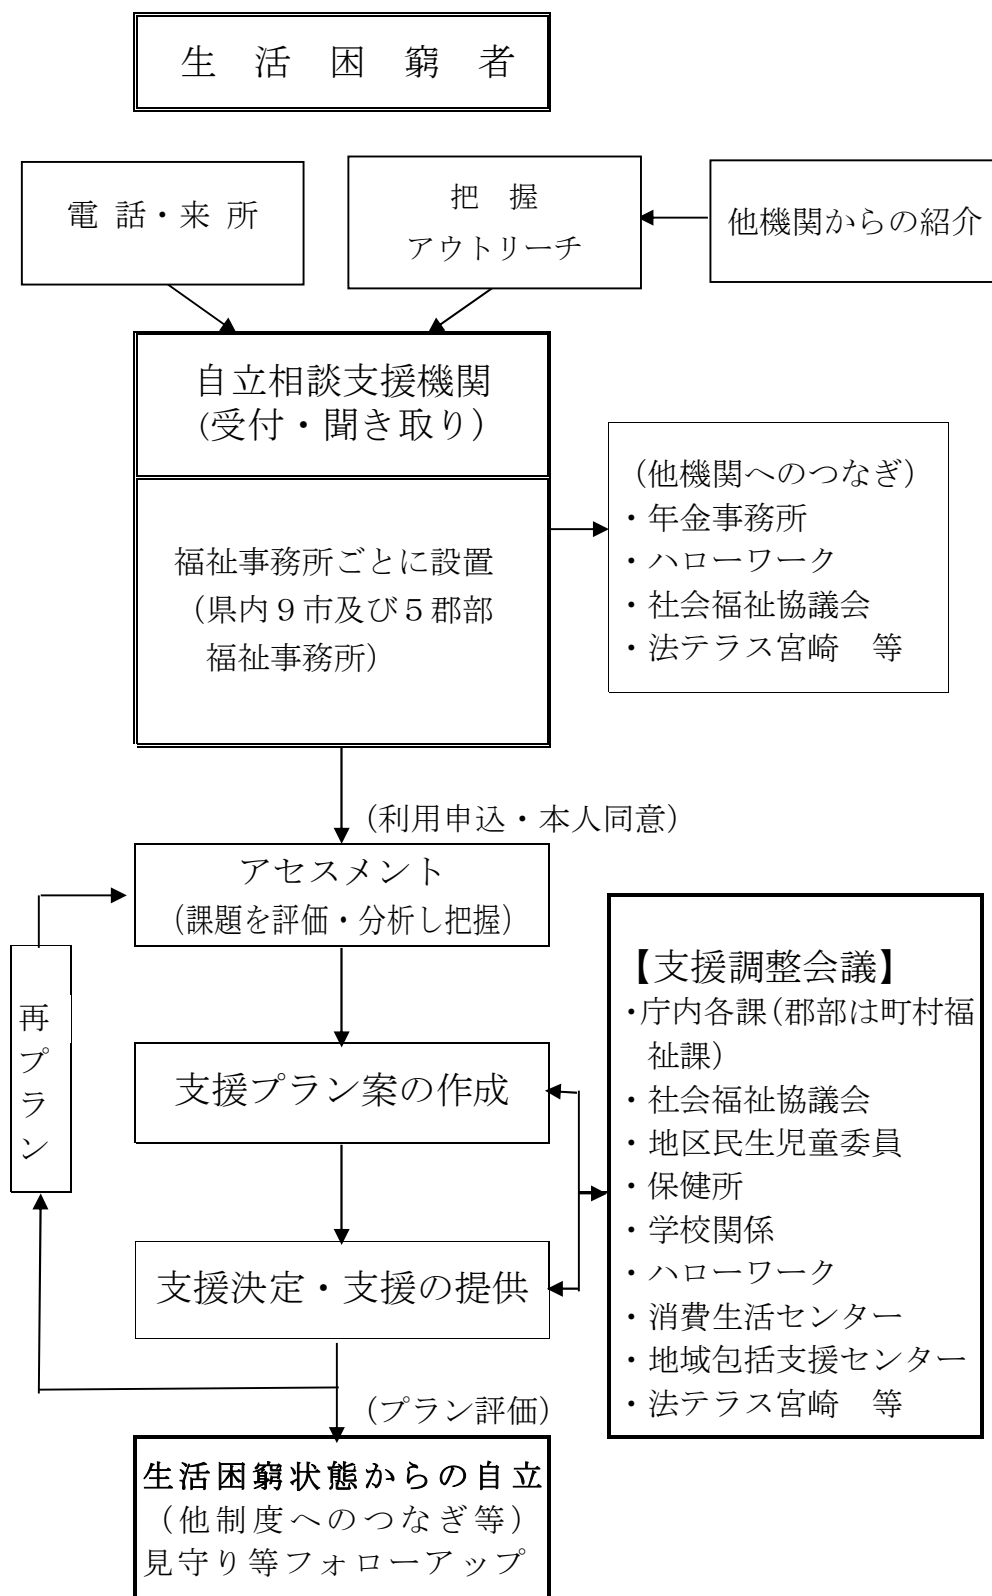 生 活 困 窮 者
電 話・来 所
把 握
アウトリーチ
他機関からの紹介
自立相談支援機関
(受付・聞き取り)
福祉事務所ごとに設置
(県内９市及び５郡部
福祉事務所)
(他機関へのつなぎ)
・年金事務所
・ハローワーク
・社会福祉協議会
・法テラス宮崎 等
(利用申込・本人同意)
アセスメント
(課題を評価・分析し把握)
再プラン
支援プラン案の作成
支援決定・支援の提供
【支援調整会議】
・庁内各課(郡部は町村福
祉課)
・社会福祉協議会
・地区民生児童委員
・保健所
・学校関係
・ハローワーク
・消費生活センター
・地域包括支援センター
・法テラス宮崎 等
(プラン評価)
生活困窮状態からの自立
(他制度へのつなぎ等)
見守り等フォローアップ